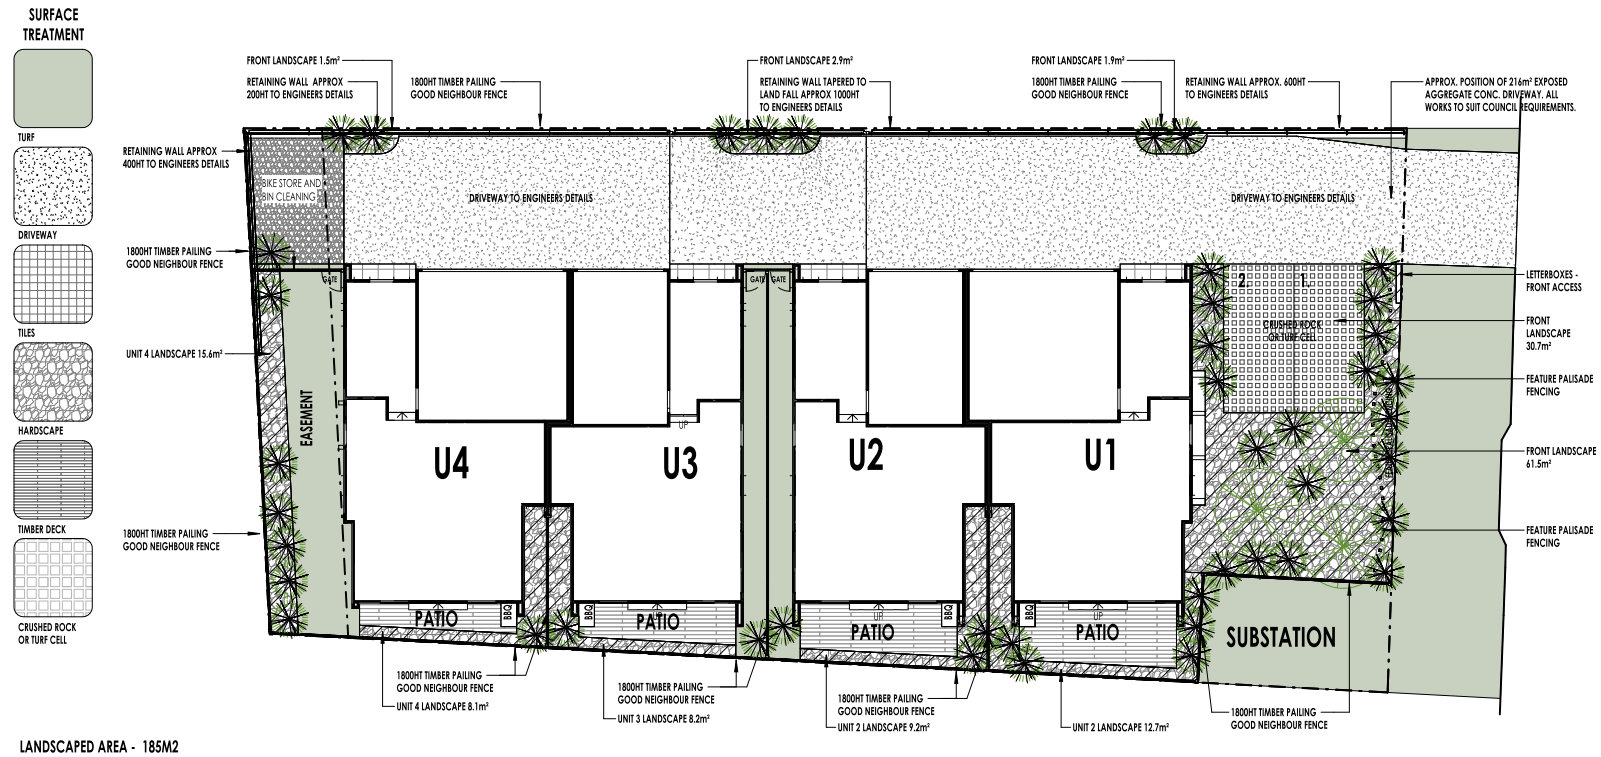 SURFACE
TREATMENT
TURF
DRIVEWAY
TILES
HARDSCAPE
TIMBER DECK
CRUSHED ROCK
OR TURF CELL
FRONT LANDSCAPE 1.5m²
RETAINING WALL APPROX
200HT TO ENGINEERS DETAILS
1800HT TIMBER PAILING
GOOD NEIGHBOUR FENCE
FRONT LANDSCAPE 2.9m²
RETAINING WALL TAPERED TO
LAND FALL APPROX 1000HT
TO ENGINEERS DETAILS
FRONT LANDSCAPE 1.9m²
1800HT TIMBER PAILING
GOOD NEIGHBOUR FENCE
RETAINING WALL APPROX. 600HT
TO ENGINEERS DETAILS
APPROX. POSITION OF 216m² EXPOSED
AGGREGATE CONC. DRIVEWAY. ALL
WORKS TO SUIT COUNCIL REQUIREMENTS.
RETAINING WALL APPROX
400HT TO ENGINEERS DETAILS
BIKE STORE AND
BIN CLEANING
DRIVEWAY TO ENGINEERS DETAILS
DRIVEWAY TO ENGINEERS DETAILS
1800HT TIMBER PAILING
GOOD NEIGHBOUR FENCE
GATE
GATE
GATE
2.
1.
CRUSHED ROCK
OR TURF CELL
LETTERBOXES -
FRONT ACCESS
FRONT
LANDSCAPE
30.7m²
UNIT 4 LANDSCAPE 15.6m²
EASEMENT
FEATURE PALISADE
FENCING
UP
U4
U3
U2
U1
FRONT LANDSCAPE
61.5m²
1800HT TIMBER PAILING
GOOD NEIGHBOUR FENCE
FEATURE PALISADE
FENCING
PATIO
BBQ
BBQ
UP
PATIO
UP
PATIO
BBQ
BBQ
UP
PATIO
SUBSTATION
1800HT TIMBER PAILING
GOOD NEIGHBOUR FENCE
UNIT 4 LANDSCAPE 8.1m²
1800HT TIMBER PAILING
GOOD NEIGHBOUR FENCE
UNIT 3 LANDSCAPE 8.2m²
1800HT TIMBER PAILING
GOOD NEIGHBOUR FENCE
UNIT 2 LANDSCAPE 9.2m²
UNIT 2 LANDSCAPE 12.7m²
1800HT TIMBER PAILING
GOOD NEIGHBOUR FENCE
LANDSCAPED AREA - 185M2